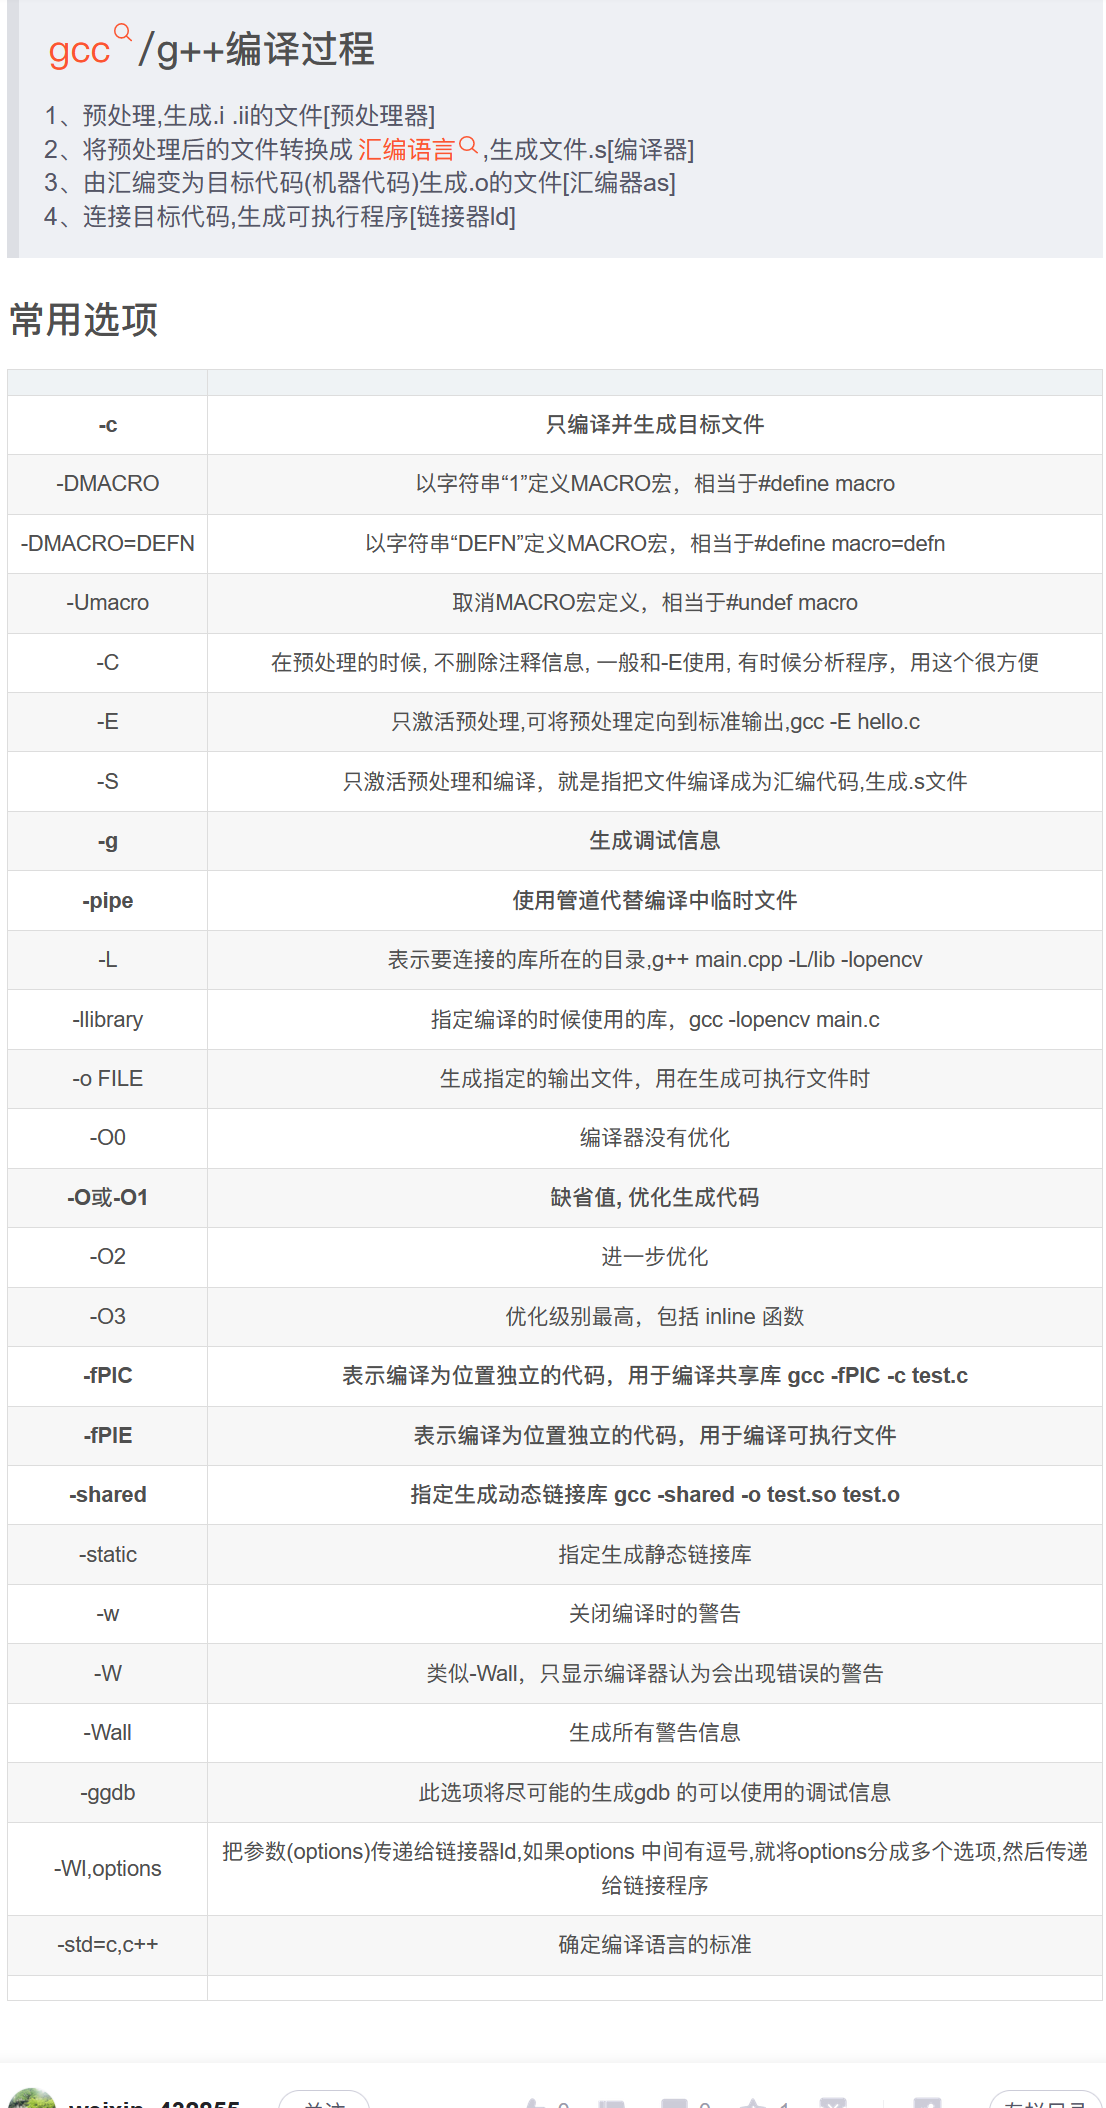 gcc/g++编译过程
1、预处理,生成.i .ii的文件[预处理器]
2、将预处理后的文件转换成 汇编语言,生成文件.s[编译器]
3、由汇编变为目标代码(机器代码)生成.o的文件[汇编器as]
4、连接目标代码,生成可执行程序[链接器ld]
常用选项
-c 只编译并生成目标文件
-DMACRO 以字符串“1”定义MACRO宏，相当于#define macro
-DMACRO=DEFN 以字符串“DEFN”定义MACRO宏，相当于#define macro=defn
-Umacro 取消MACRO宏定义，相当于#undef macro
-C 在预处理的时候, 不删除注释信息, 一般和-E使用, 有时候分析程序，用这个很方便
-E 只激活预处理,可将预处理定向到标准输出,gcc -E hello.c
-S 只激活预处理和编译，就是指把文件编译成为汇编代码,生成.s文件
-g 生成调试信息
-pipe 使用管道代替编译中临时文件
-L 表示要连接的库所在的目录,g++ main.cpp -L/lib -lopencv
-llibrary 指定编译的时候使用的库，gcc -lopencv main.c
-o FILE 生成指定的输出文件，用在生成可执行文件时
-O0 编译器没有优化
-O或-O1 缺省值, 优化生成代码
-O2 进一步优化
-O3 优化级别最高，包括 inline 函数
-fPIC 表示编译为位置独立的代码，用于编译共享库 gcc -fPIC -c test.c
-fPIE 表示编译为位置独立的代码，用于编译可执行文件
-shared 指定生成动态链接库 gcc -shared -o test.so test.o
-static 指定生成静态链接库
-w 关闭编译时的警告
-W 类似-Wall，只显示编译器认为会出现错误的警告
-Wall 生成所有警告信息
-ggdb 此选项将尽可能的生成gdb 的可以使用的调试信息
-Wl,options 把参数(options)传递给链接器ld,如果options 中间有逗号,就将options分成多个选项,然后传递
给链接程序
-std=c,c++ 确定编译语言的标准